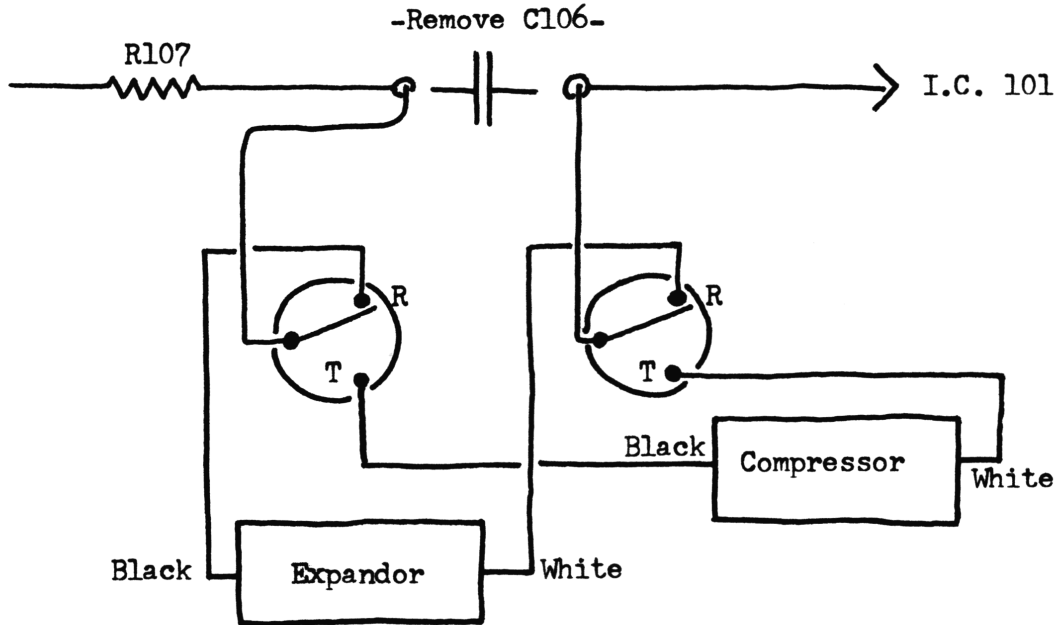 -Remove C106-
R107
I.C. 101
R
R
T
T
Black
Compressor
White
Black
Expandor
White